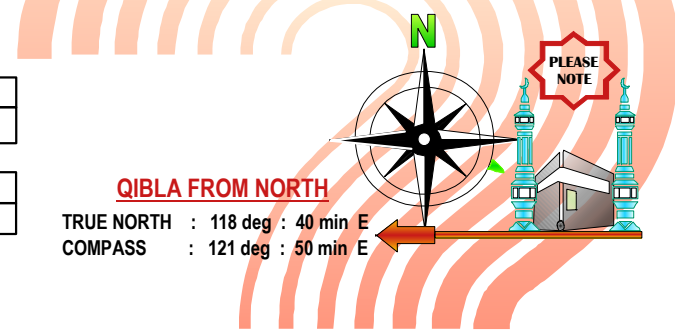 N
PLEASE
NOTE
QIBLA FROM NORTH
TRUE NORTH : 118 deg : 40 min E
COMPASS : 121 deg : 50 min E